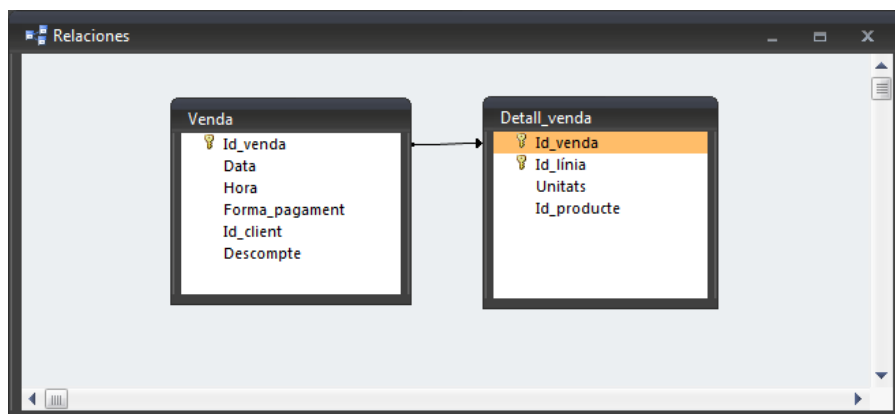 Relaciones
Venda
Id_venda
Data
Hora
Forma_pagament
Id_client
Descompte
Detall_venda
Id_venda
Id_línia
Unitats
Id_producte